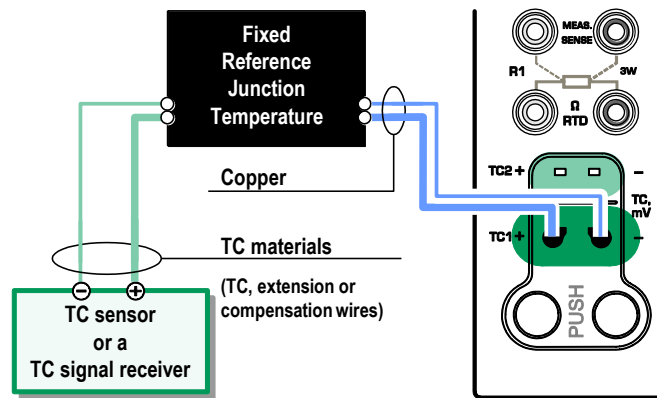 Fixed
Reference
Junction
Temperature
Copper
TC materials
(TC, extension or
compensation wires)
−
+
TC sensor
or a
TC signal receiver
MEAS.
SENSE
R1
3W
Ω
RTD
TC2 +
−
TC,
mV
TC1 +
−
PUSH